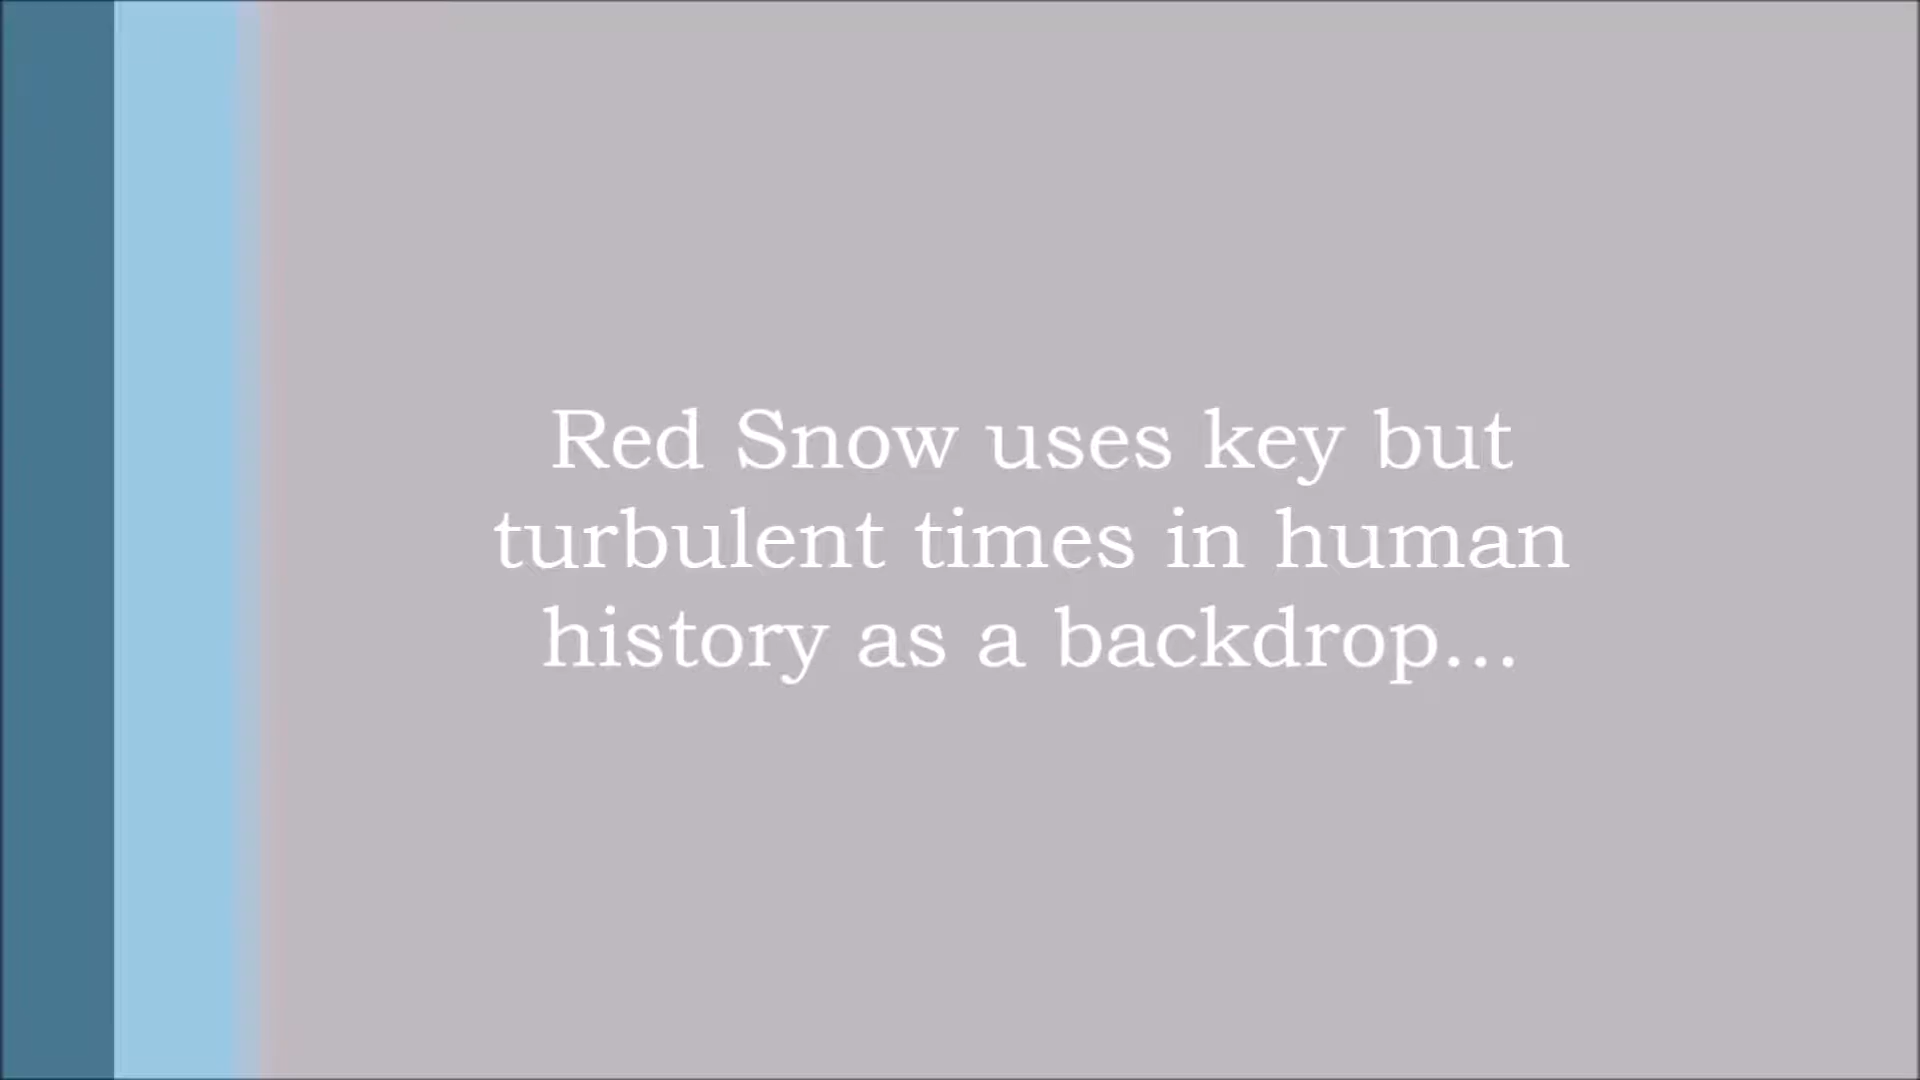 Red Snow uses key but
turbulent times in human
history as a backdrop...